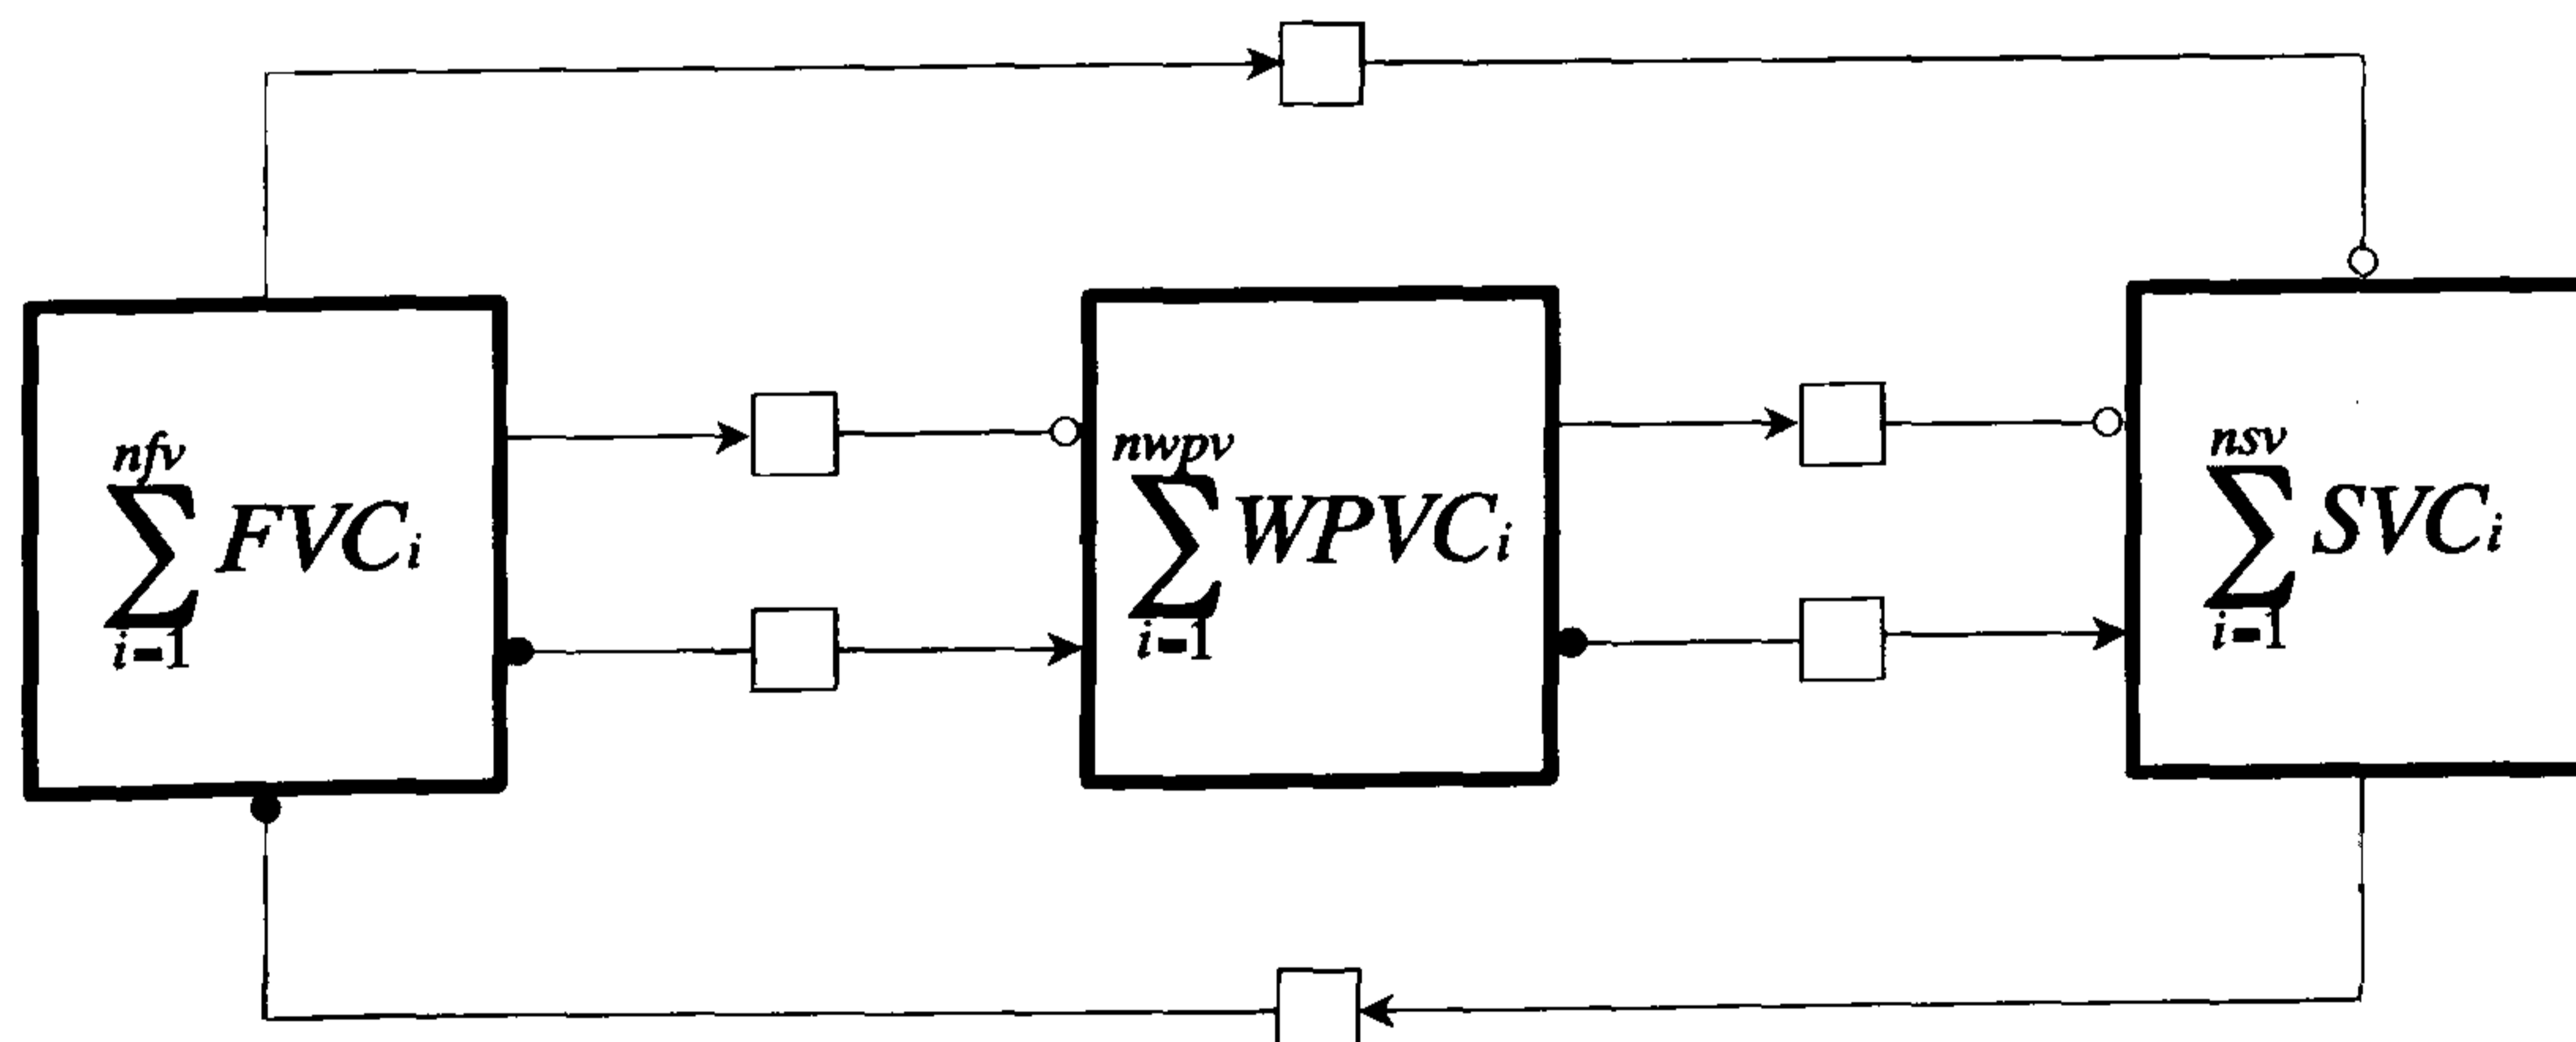 nfv
∑ FVCi
i=1
nwpv
∑ WPVCi
i=1
nsv
∑ SVCi
i=1